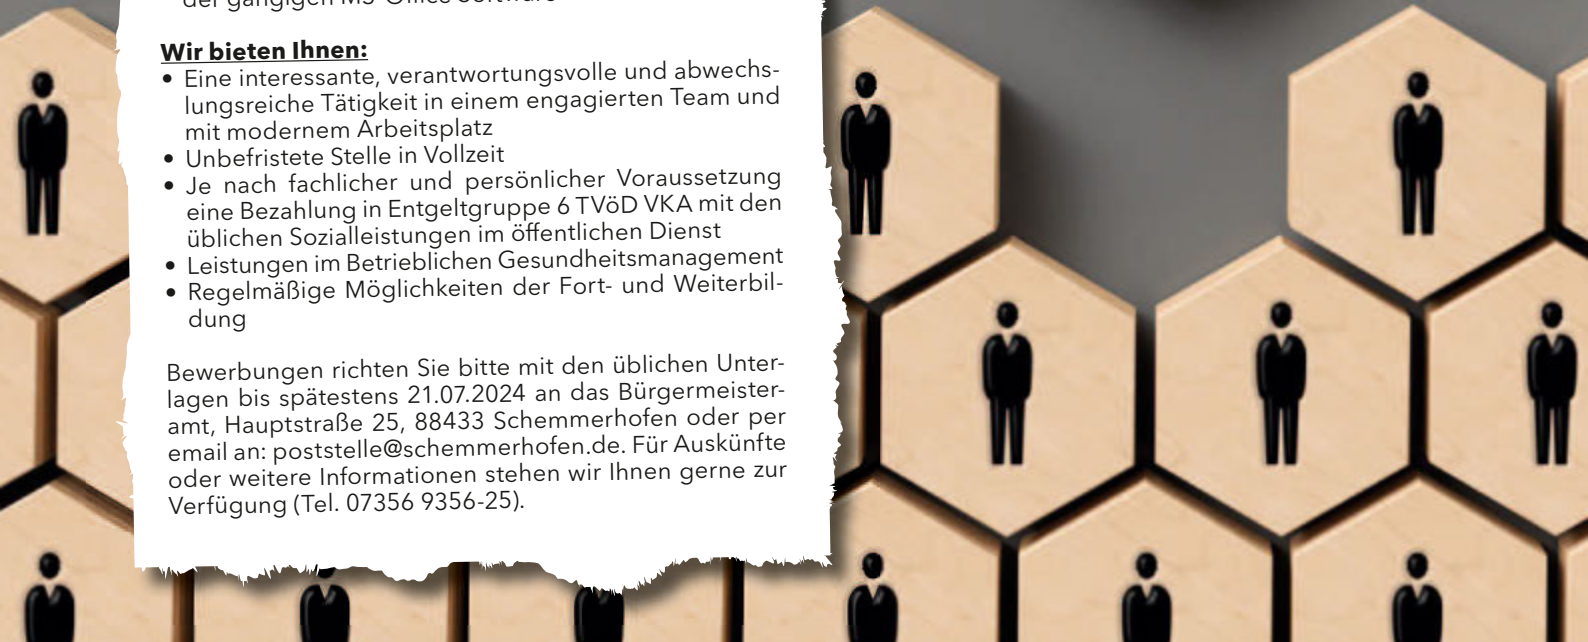 der gängigen MS-Office Software
Wir bieten Ihnen:
• Eine interessante, verantwortungsvolle und abwechs-
lungsreiche Tätigkeit in einem engagierten Team und
mit modernem Arbeitsplatz
• Unbefristete Stelle in Vollzeit
• Je nach fachlicher und persönlicher Voraussetzung
eine Bezahlung in Entgeltgruppe 6 TVöD VKA mit den
üblichen Sozialleistungen im öffentlichen Dienst
• Leistungen im Betrieblichen Gesundheitsmanagement
• Regelmäßige Möglichkeiten der Fort- und Weiterbil-
dung
Bewerbungen richten Sie bitte mit den üblichen Unter-
lagen bis spätestens 21.07.2024 an das Bürgermeister-
amt, Hauptstraße 25, 88433 Schemmerhofen oder per
email an: poststelle@schemmerhofen.de. Für Auskünfte
oder weitere Informationen stehen wir Ihnen gerne zur
Verfügung (Tel. 07356 9356-25).